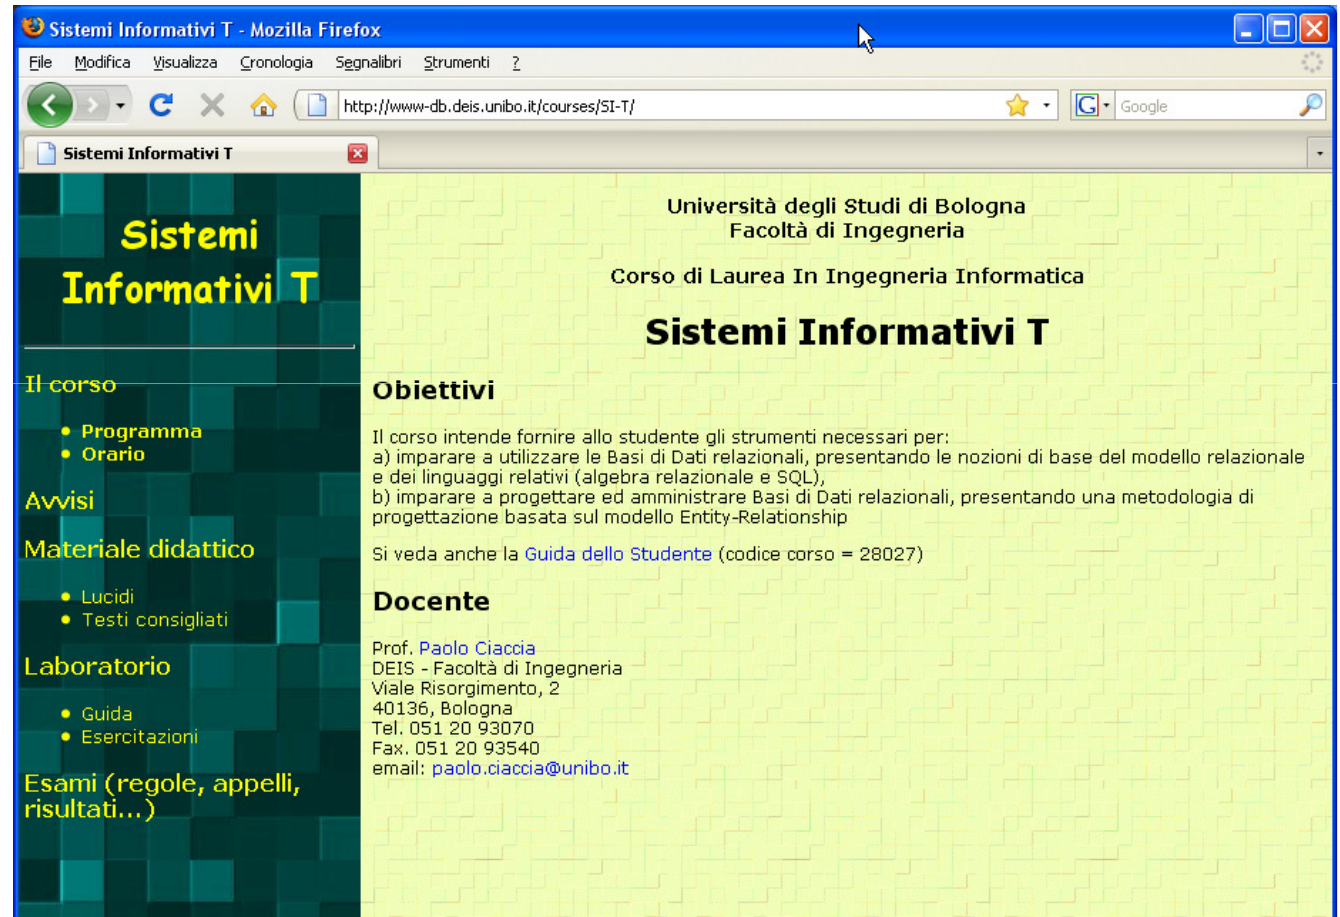 Sistemi Informativi T - Mozilla Firefox
File Modifica Visualizza Cronologia Segnalibri Strumenti ?
http://www-db.deis.unibo.it/courses/SI-T/
G Google
Sistemi Informativi T
Sistemi
Informativi T
Il corso
Programma
Orario
Avvisi
Materiale didattico
Lucidi
Testi consigliati
Laboratorio
Guida
Esercitazioni
Esami (regole, appelli,
risultati...)
Università degli Studi di Bologna
Facoltà di Ingegneria
Corso di Laurea In Ingegneria Informatica
Sistemi Informativi T
Obiettivi
Il corso intende fornire allo studente gli strumenti necessari per:
a) imparare a utilizzare le Basi di Dati relazionali, presentando le nozioni di base del modello relazionale
e dei linguaggi relativi (algebra relazionale e SQL),
b) imparare a progettare ed amministrare Basi di Dati relazionali, presentando una metodologia di
progettazione basata sul modello Entity-Relationship
Si veda anche la Guida dello Studente (codice corso = 28027)
Docente
Prof. Paolo Ciaccia
DEIS - Facoltà di Ingegneria
Viale Risorgimento, 2
40136, Bologna
Tel. 051 20 93070
Fax. 051 20 93540
email: paolo.ciaccia@unibo.it